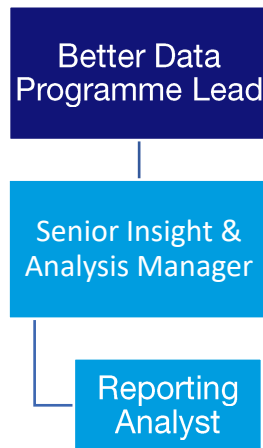 Better Data
Programme Lead
Senior Insight &
Analysis Manager
Reporting
Analyst